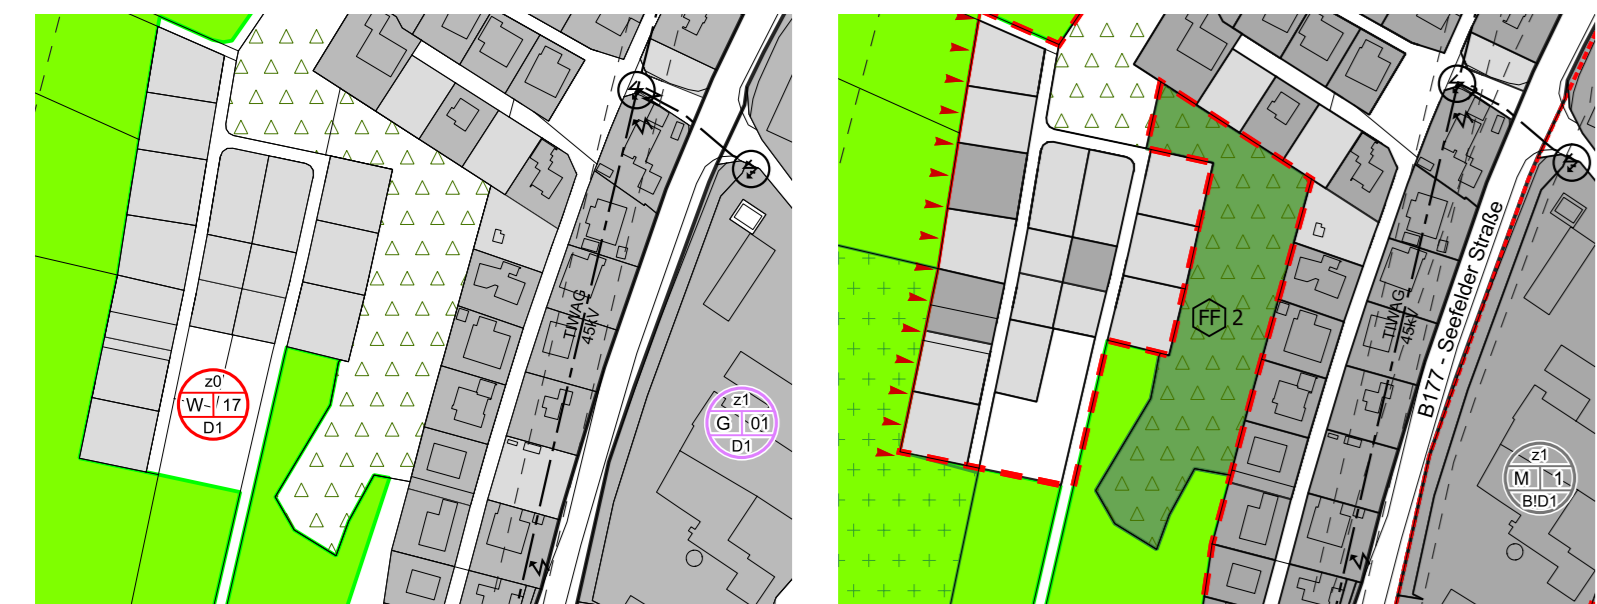 z0
W 17
D1
TIWAG
45kV
z1
G 01
D1
FF 2
TIWAG
45kV
B177 - Seefelder Straße
z1
M 1
B!D1